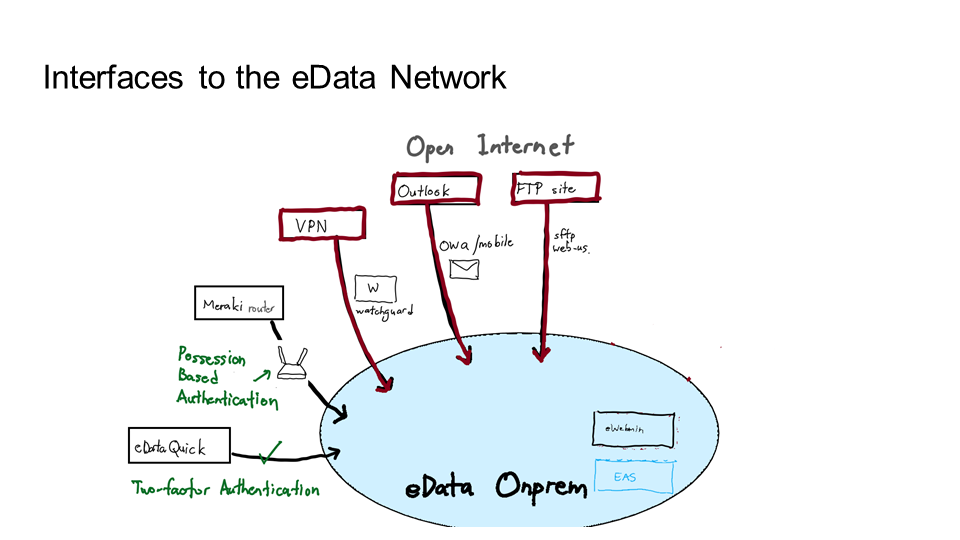 Interfaces to the eData Network
Open Internet
Outlook
FTP site
VPN
owa/mobile
sftp
web-us.
W
watchguard
Meraki router
Possession
Based
Authentication
eDataQuick
Two-factor Authentication
eData Onprem
EAS